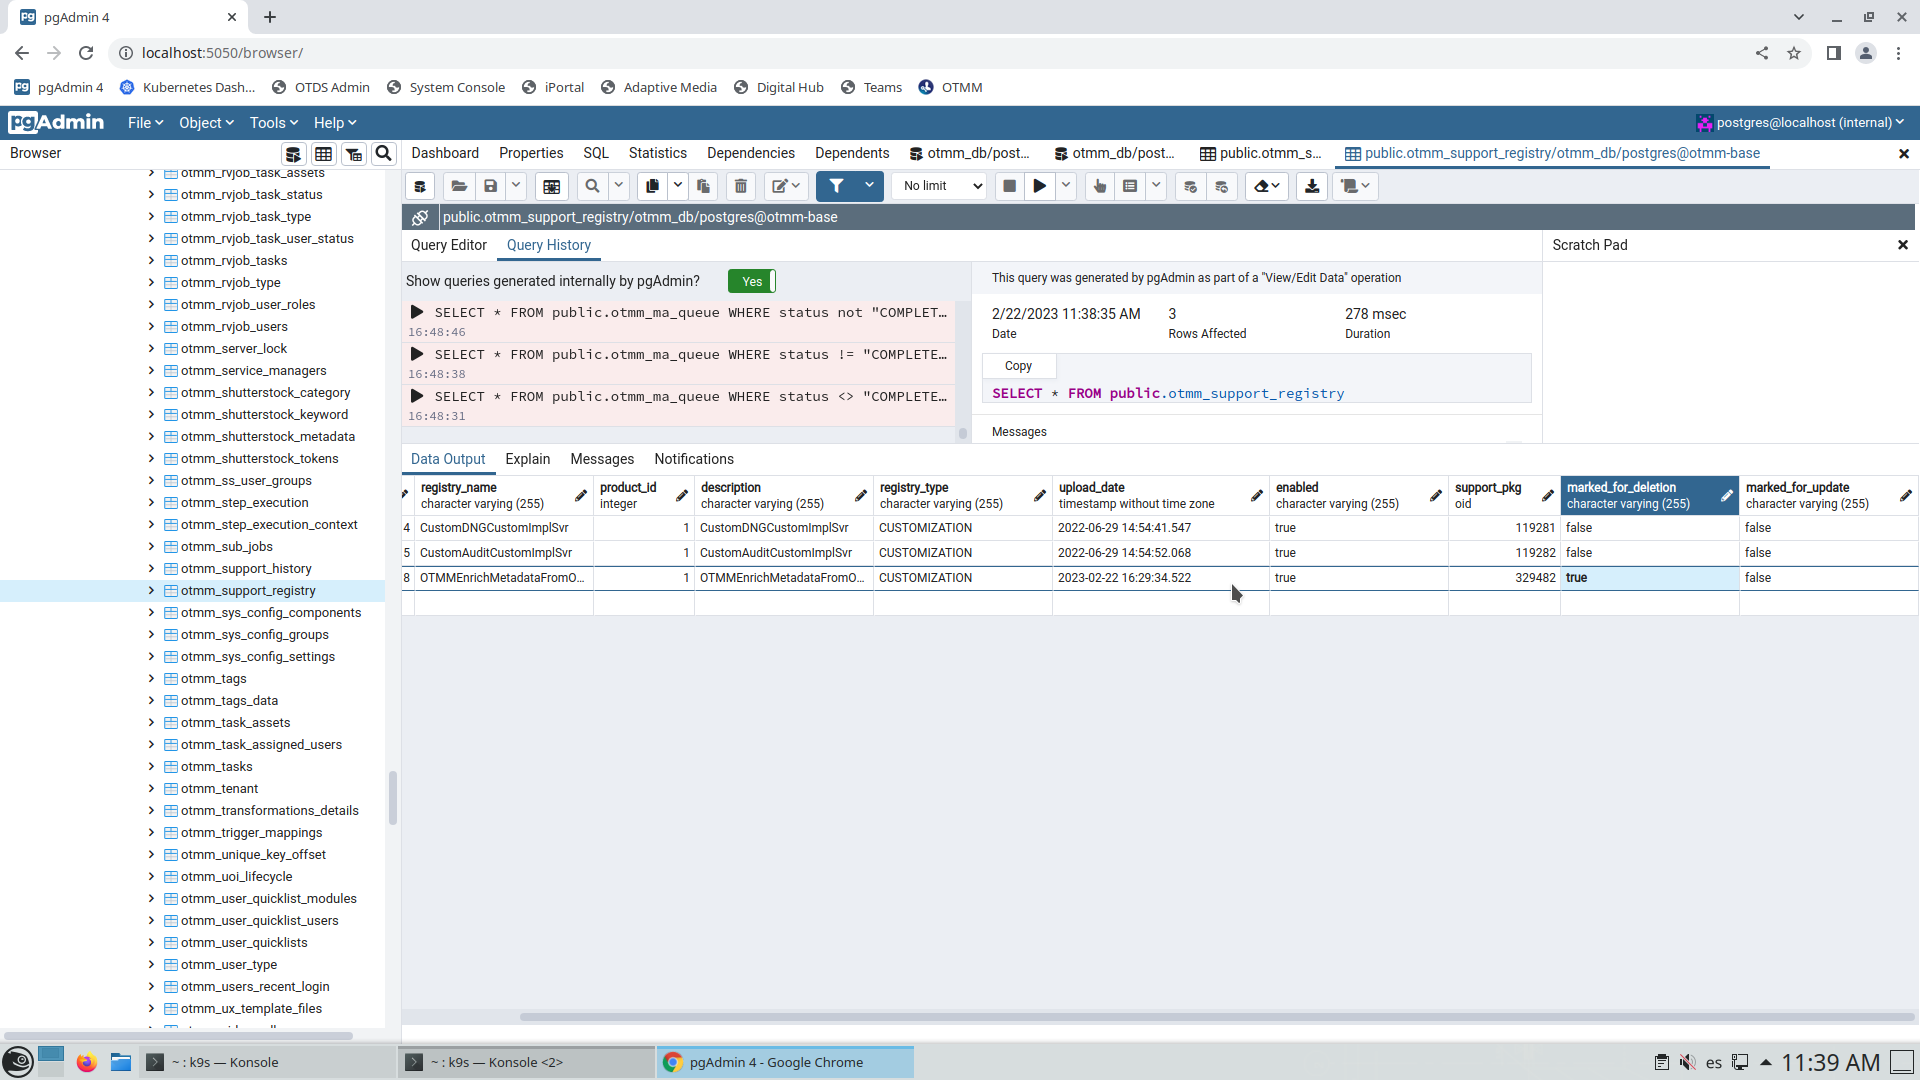 pgAdmin 4
localhost:5050/browser/
pgAdmin 4 Kubernetes Dash... OTDS Admin System Console iPortal Adaptive Media Digital Hub Teams OTMM
pgAdmin File Object Tools Help postgres@localhost (internal)
Browser
Dashboard Properties SQL Statistics Dependencies Dependents otmm_db/post... otmm_db/post... public.otmm_s... public.otmm_support_registry/otmm_db/postgres@otmm-base
No limit
public.otmm_support_registry/otmm_db/postgres@otmm-base
Query Editor Query History
Scratch Pad
Show queries generated internally by pgAdmin? Yes
SELECT * FROM public.otmm_ma_queue WHERE status not "COMPLET…
16:48:46
SELECT * FROM public.otmm_ma_queue WHERE status != "COMPLETE…
16:48:38
SELECT * FROM public.otmm_ma_queue WHERE status <> "COMPLETE…
16:48:31
This query was generated by pgAdmin as part of a "View/Edit Data" operation
2/22/2023 11:38:35 AM 3 278 msec
Date Rows Affected Duration
Copy
SELECT * FROM public.otmm_support_registry
Messages
Data Output Explain Messages Notifications
registry_name product_id description registry_type upload_date enabled support_pkg marked_for_deletion marked_for_update
character varying (255) integer character varying (255) character varying (255) timestamp without time zone character varying (255) oid character varying (255) character varying (255)
4 CustomDNGCustomImplSvr 1 CustomDNGCustomImplSvr CUSTOMIZATION 2022-06-29 14:54:41.547 true 119281 false false
5 CustomAuditCustomImplSvr 1 CustomAuditCustomImplSvr CUSTOMIZATION 2022-06-29 14:54:52.068 true 119282 false false
8 OTMMEnrichMetadataFromO... 1 OTMMEnrichMetadataFromO... CUSTOMIZATION 2023-02-22 16:29:34.522 true 329482 true false
otmm_rvjob_task_assets
otmm_rvjob_task_status
otmm_rvjob_task_type
otmm_rvjob_task_user_status
otmm_rvjob_tasks
otmm_rvjob_type
otmm_rvjob_user_roles
otmm_rvjob_users
otmm_server_lock
otmm_service_managers
otmm_shutterstock_category
otmm_shutterstock_keyword
otmm_shutterstock_metadata
otmm_shutterstock_tokens
otmm_ss_user_groups
otmm_step_execution
otmm_step_execution_context
otmm_sub_jobs
otmm_support_history
otmm_support_registry
otmm_sys_config_components
otmm_sys_config_groups
otmm_sys_config_settings
otmm_tags
otmm_tags_data
otmm_task_assets
otmm_task_assigned_users
otmm_tasks
otmm_tenant
otmm_transformations_details
otmm_trigger_mappings
otmm_unique_key_offset
otmm_uoi_lifecycle
otmm_user_quicklist_modules
otmm_user_quicklist_users
otmm_user_quicklists
otmm_user_type
otmm_users_recent_login
otmm_ux_template_files
~ : k9s — Konsole ~ : k9s — Konsole <2> pgAdmin 4 - Google Chrome es 11:39 AM